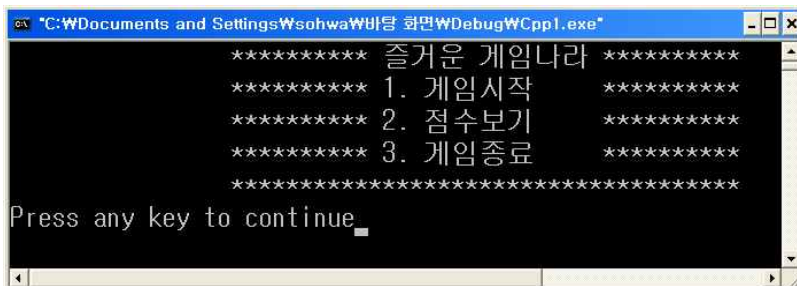 "C:₩Documents and Settings₩sohwa₩바탕 화면₩Debug₩Cpp1.exe"
********** 즐거운 게임나라 **********
********** 1. 게임시작 **********
********** 2. 점수보기 **********
********** 3. 게임종료 **********
*************************************
Press any key to continue